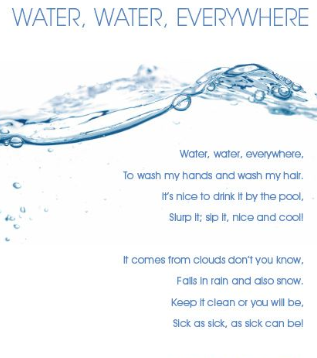 WATER, WATER, EVERYWHERE
Water, water, everywhere,
To wash my hands and wash my hair.
It's nice to drink it by the pool,
Slurp it; sip it, nice and cool!
It comes from clouds don't you know,
Falls in rain and also snow.
Keep it clean or you will be,
Sick as sick, as sick can be!